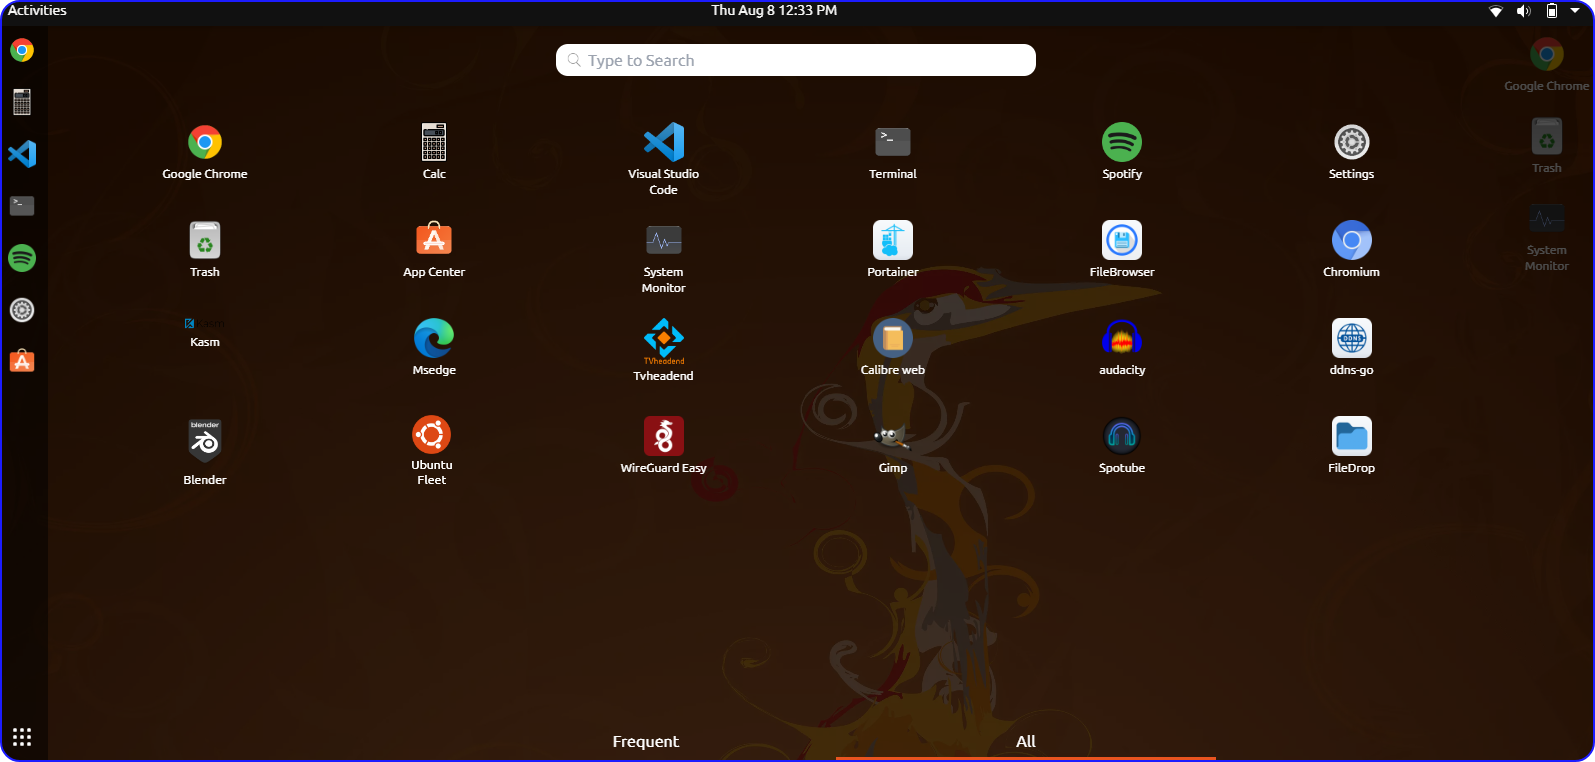 Activities
Thu Aug 8 12:33 PM
Type to Search
Google Chrome
Google Chrome
Calc
Visual Studio
Code
Terminal
Spotify
Settings
Trash
Trash
App Center
System
Monitor
Portainer
FileBrowser
Chromium
System
Monitor
Kasm
Kasm
Msedge
TVheadend
Tvheadend
Calibre web
audacity
DDNS
ddns-go
blender
Blender
Ubuntu
Fleet
WireGuard Easy
Gimp
Spotube
FileDrop
Frequent
All